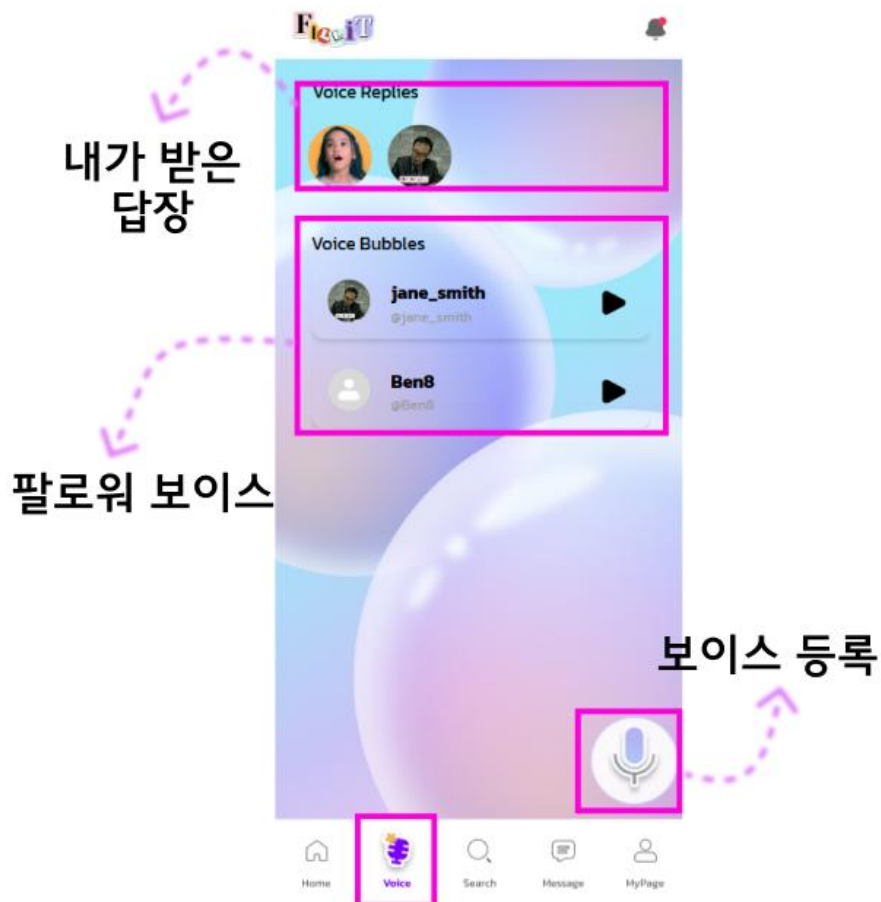 Voice Replies
내가 받은
답장
Voice Bubbles
jane_smith
@jane_smith
Ben8
@Ben8
팔로워 보이스
보이스 등록
Home
Voice
Search
Message
MyPage